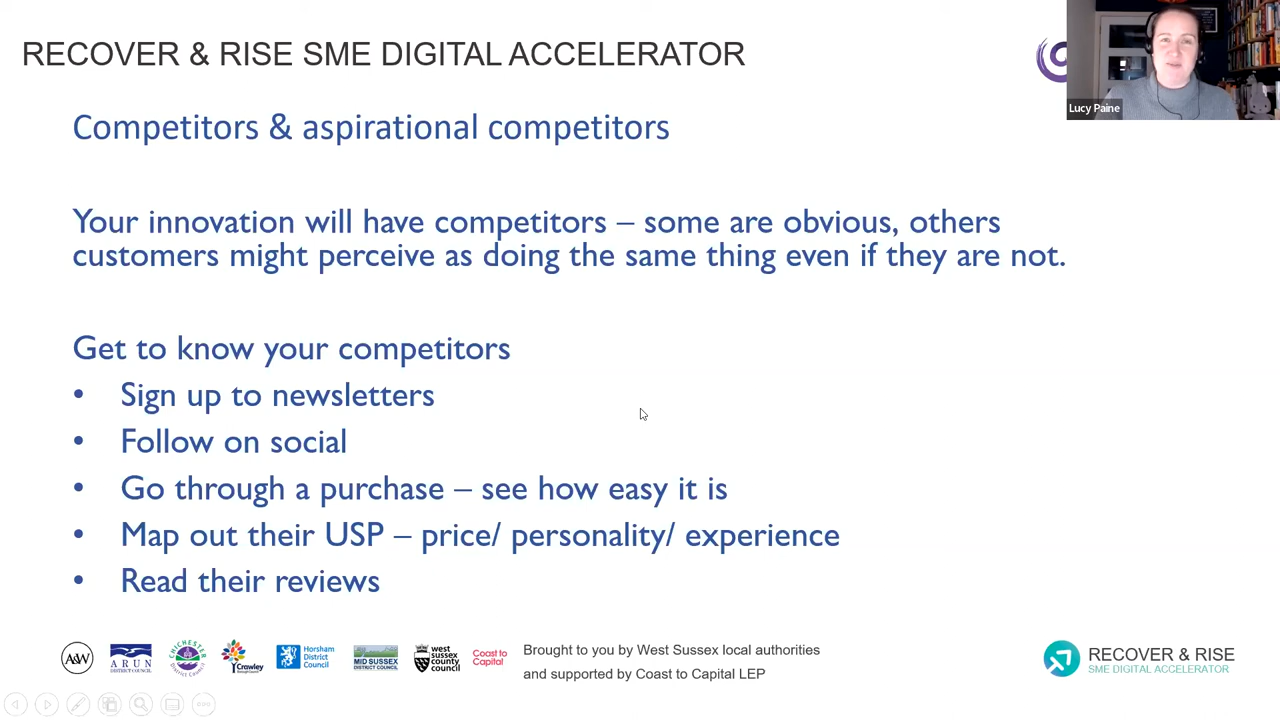 RECOVER & RISE SME DIGITAL ACCELERATOR
Lucy Paine
Competitors & aspirational competitors
Your innovation will have competitors – some are obvious, others
customers might perceive as doing the same thing even if they are not.
Get to know your competitors
• Sign up to newsletters
• Follow on social
• Go through a purchase – see how easy it is
• Map out their USP – price/ personality/ experience
• Read their reviews
A&W
ARUN
DISTRICT COUNCIL
CHICHESTER
District Council
Crawley
Borough Council
Horsham
District
Council
MID SUSSEX
DISTRICT COUNCIL
west
sussex
county
council
Coast to
Capital
Brought to you by West Sussex local authorities
and supported by Coast to Capital LEP
RECOVER & RISE
SME DIGITAL ACCELERATOR